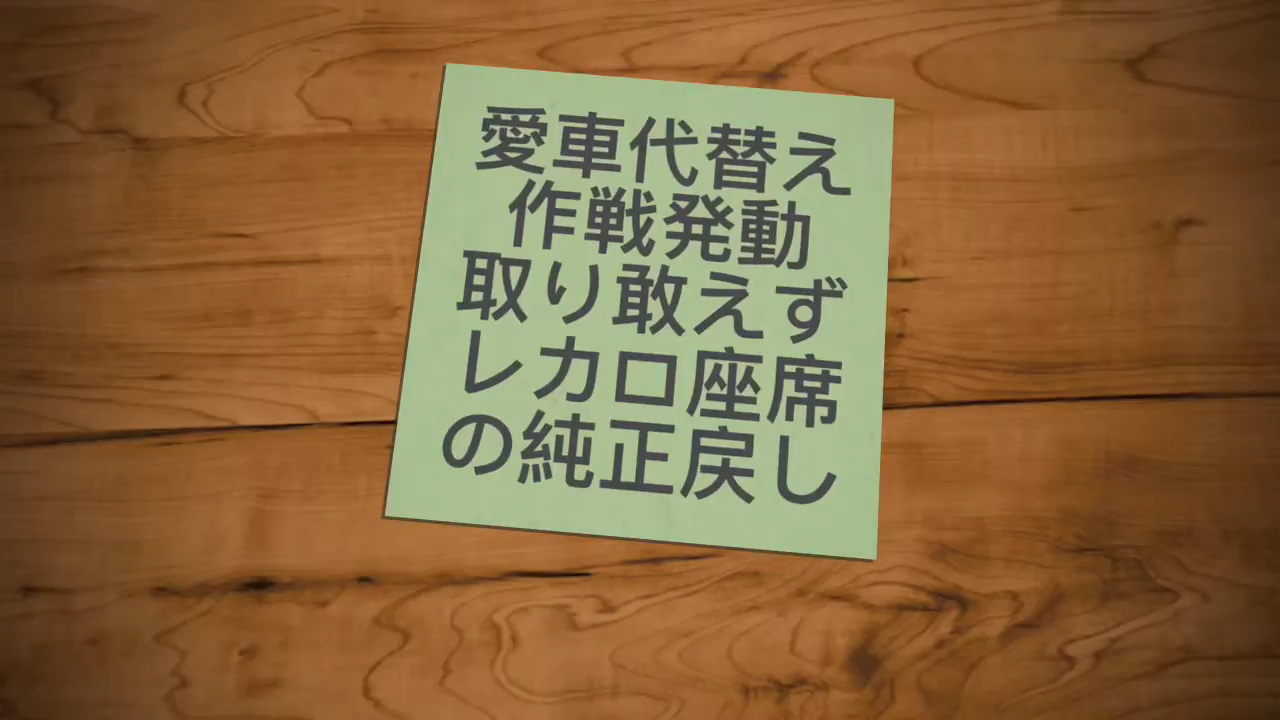 愛車代替え
作戦発動
取り敢えず
レカロ座席
の純正戻し